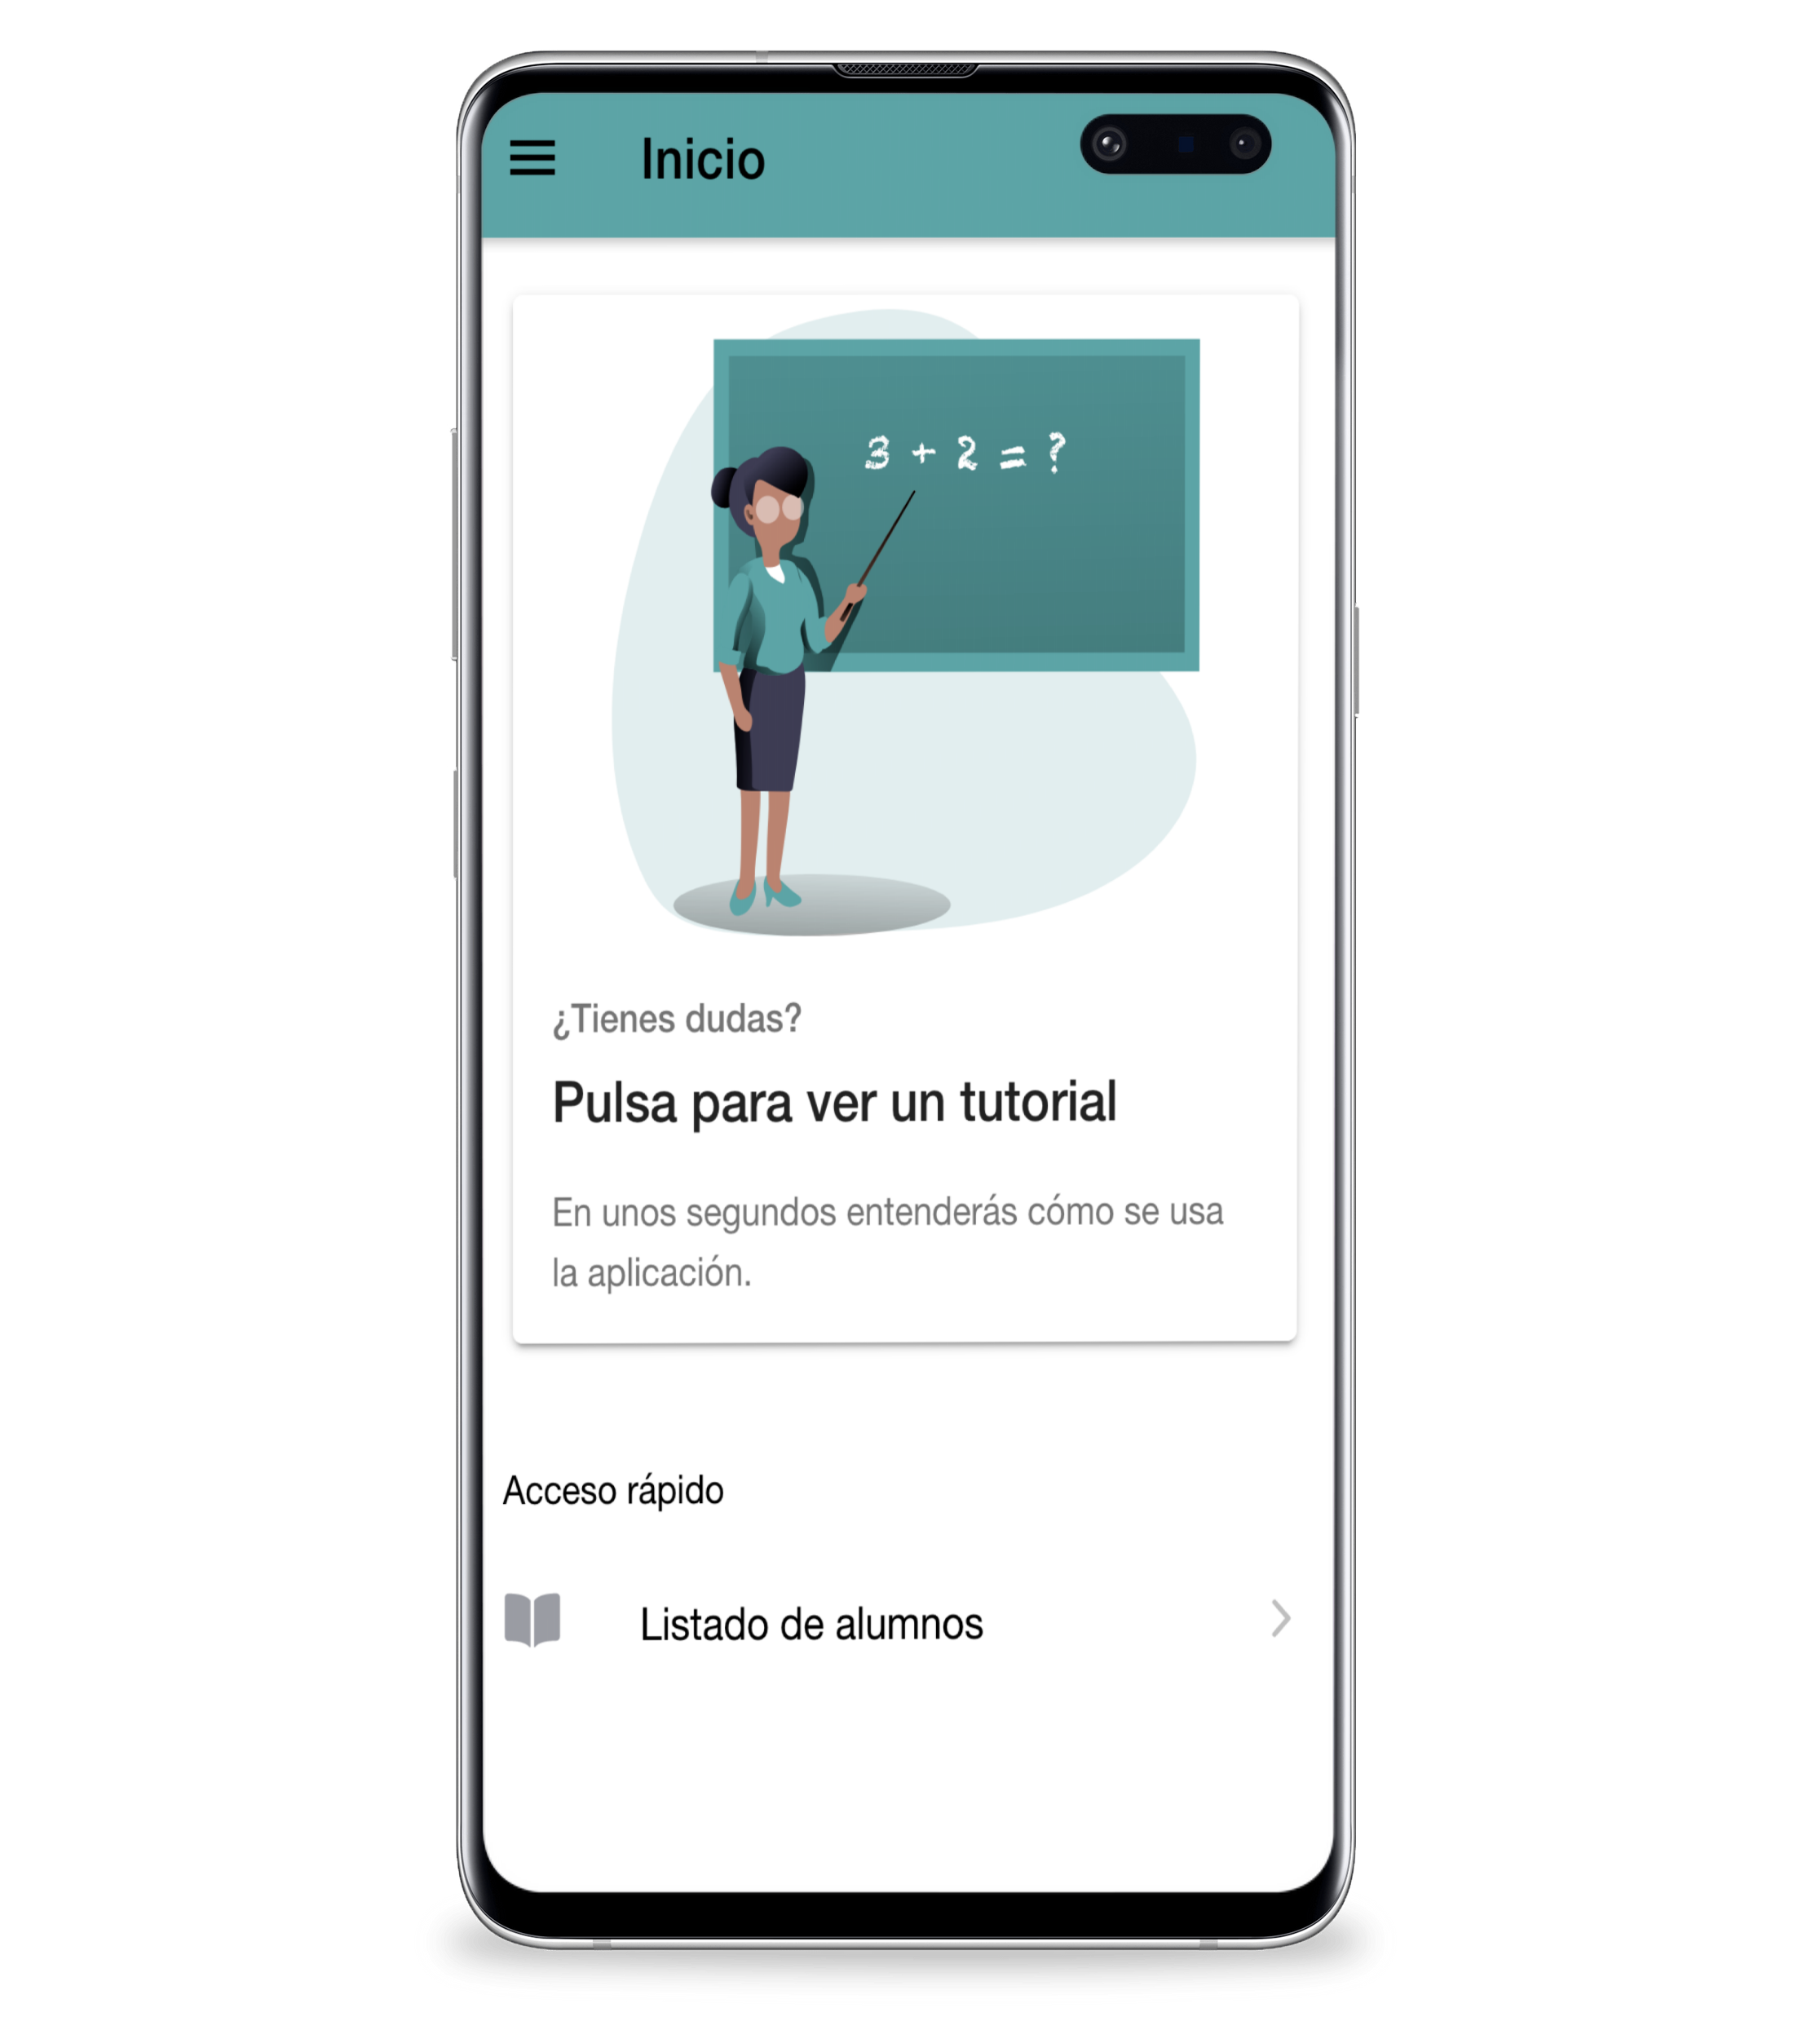 Inicio
3 + 2 = ?
¿Tienes dudas?
Pulsa para ver un tutorial
En unos segundos entenderás cómo se usa
la aplicación.
Acceso rápido
Listado de alumnos